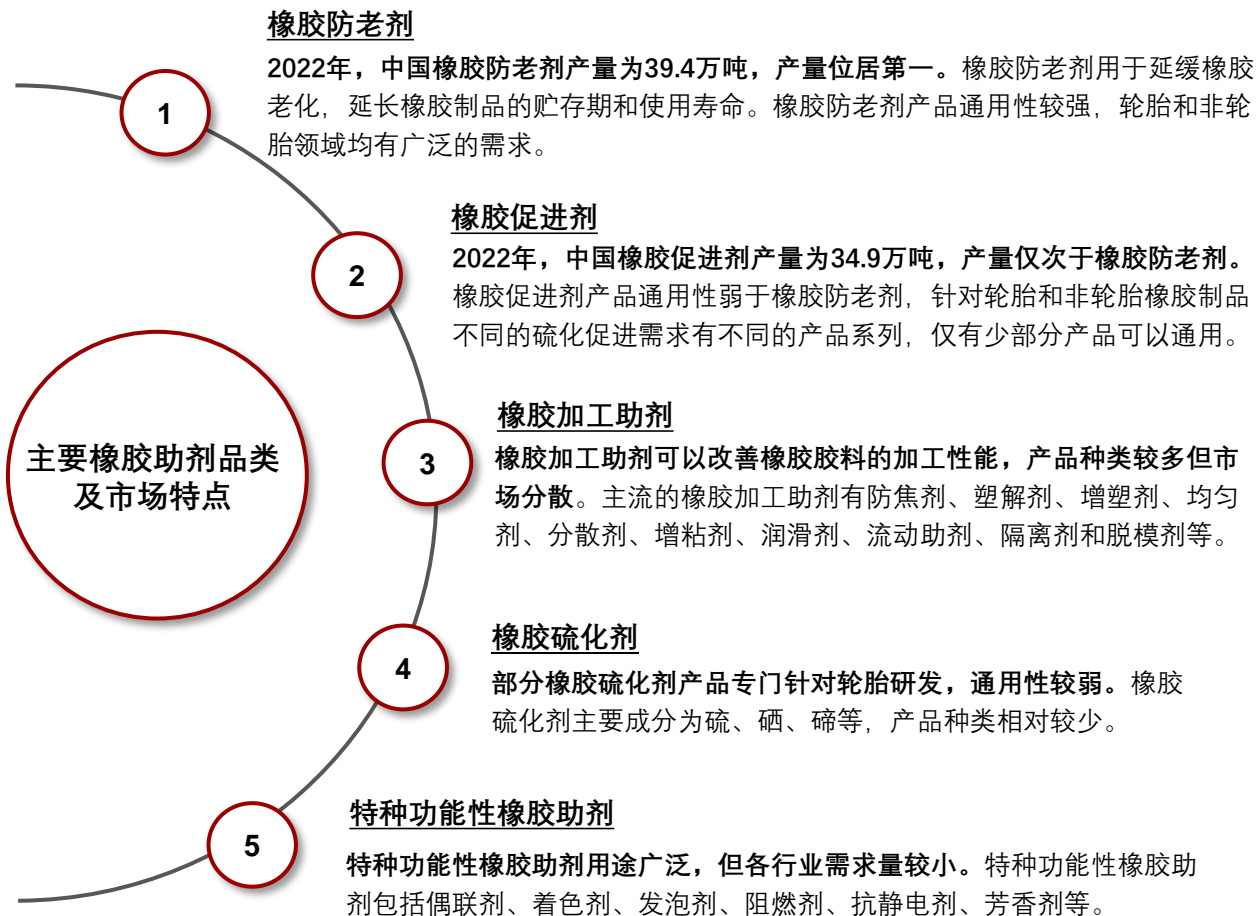 橡胶防老剂
2022年，中国橡胶防老剂产量为39.4万吨，产量位居第一。橡胶防老剂用于延缓橡胶
老化，延长橡胶制品的贮存期和使用寿命。橡胶防老剂产品通用性较强，轮胎和非轮
胎领域均有广泛的需求。
1
橡胶促进剂
2022年，中国橡胶促进剂产量为34.9万吨，产量仅次于橡胶防老剂。
橡胶促进剂产品通用性弱于橡胶防老剂，针对轮胎和非轮胎橡胶制品
不同的硫化促进需求有不同的产品系列，仅有少部分产品可以通用。
2
主要橡胶助剂品类
及市场特点
橡胶加工助剂
橡胶加工助剂可以改善橡胶胶料的加工性能，产品种类较多但市
场分散。主流的橡胶加工助剂有防焦剂、塑解剂、增塑剂、均匀
剂、分散剂、增粘剂、润滑剂、流动助剂、隔离剂和脱模剂等。
3
橡胶硫化剂
部分橡胶硫化剂产品专门针对轮胎研发，通用性较弱。橡胶
硫化剂主要成分为硫、硒、碲等，产品种类相对较少。
4
特种功能性橡胶助剂
特种功能性橡胶助剂用途广泛，但各行业需求量较小。特种功能性橡胶助
剂包括偶联剂、着色剂、发泡剂、阻燃剂、抗静电剂、芳香剂等。
5